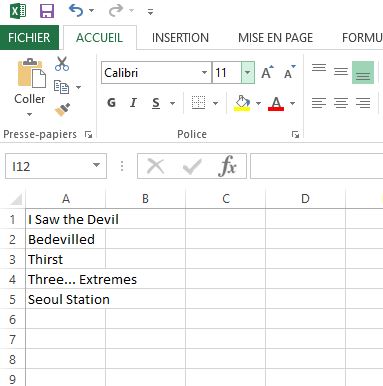 FICHIER ACCUEIL INSERTION MISE EN PAGE FORMU
Coller
Calibri 11 A A
G I S A
Presse-papiers Police
I12 fx
A B C D
1 I Saw the Devil
2 Bedevilled
3 Thirst
4 Three... Extremes
5 Seoul Station
6
7
8
9